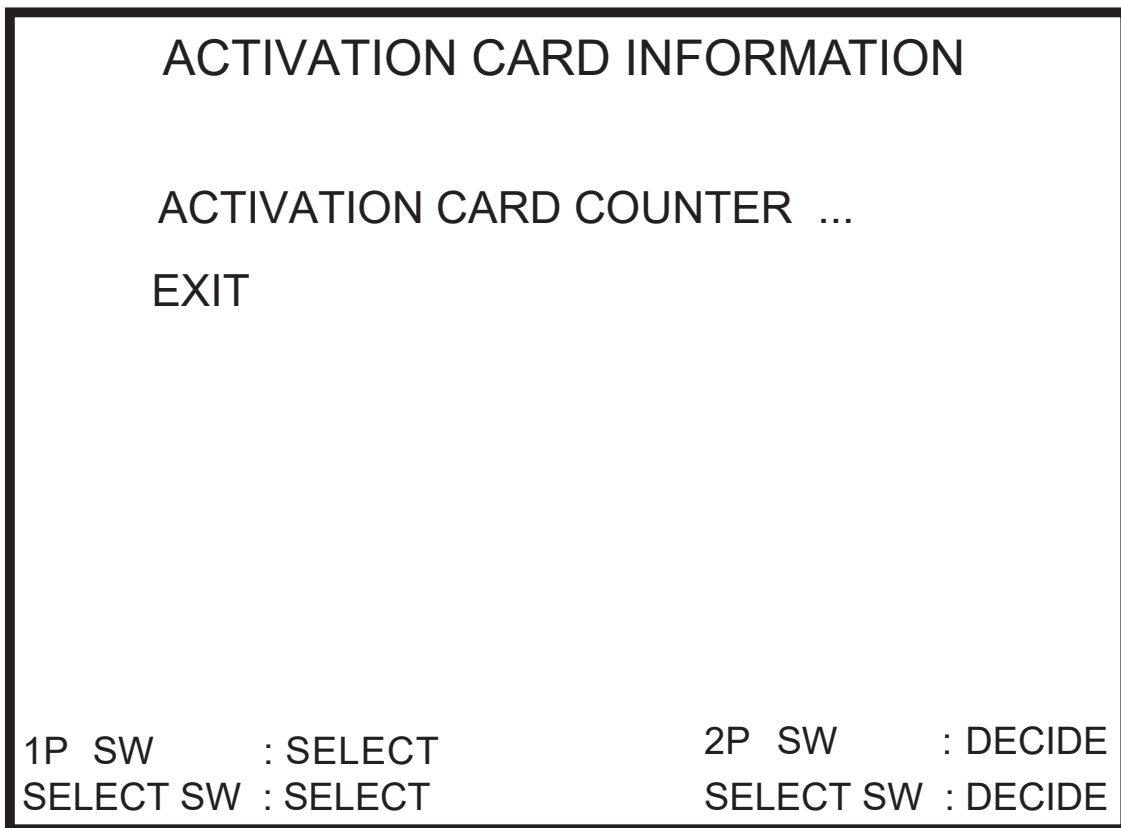 ACTIVATION CARD INFORMATION
ACTIVATION CARD COUNTER ...
EXIT
1P SW : SELECT 2P SW : DECIDE
SELECT SW : SELECT SELECT SW : DECIDE